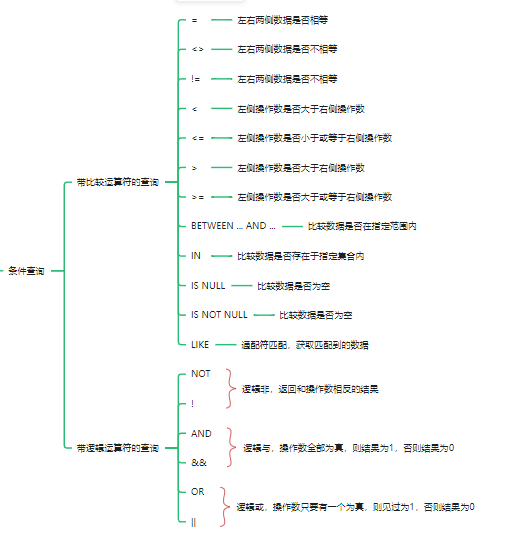 条件查询
带比较运算符的查询
= 左右两侧数据是否相等
<> 左右两侧数据是否不相等
!= 左右两侧数据是否不相等
< 左侧操作数是否大于右侧操作数
<= 左侧操作数是否小于或等于右侧操作数
> 左侧操作数是否大于右侧操作数
>= 左侧操作数是否大于或等于右侧操作数
BETWEEN ... AND ... 比较数据是否在指定范围内
IN 比较数据是否存在于指定集合内
IS NULL 比较数据是否为空
IS NOT NULL 比较数据是否为空
LIKE 通配符匹配，获取匹配到的数据
带逻辑运算符的查询
NOT
! 逻辑非，返回和操作数相反的结果
AND
&& 逻辑与，操作数全部为真，则结果为1，否则结果为0
OR
|| 逻辑或，操作数只要有一个为真，则见过为1，否则结果为0